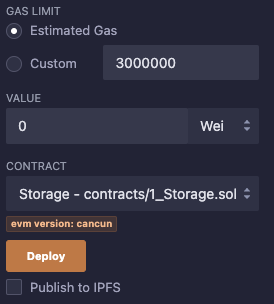 GAS LIMIT
Estimated Gas
Custom 3000000
VALUE
0 Wei
CONTRACT
Storage - contracts/1_Storage.sol
evm version: cancun
Deploy
Publish to IPFS